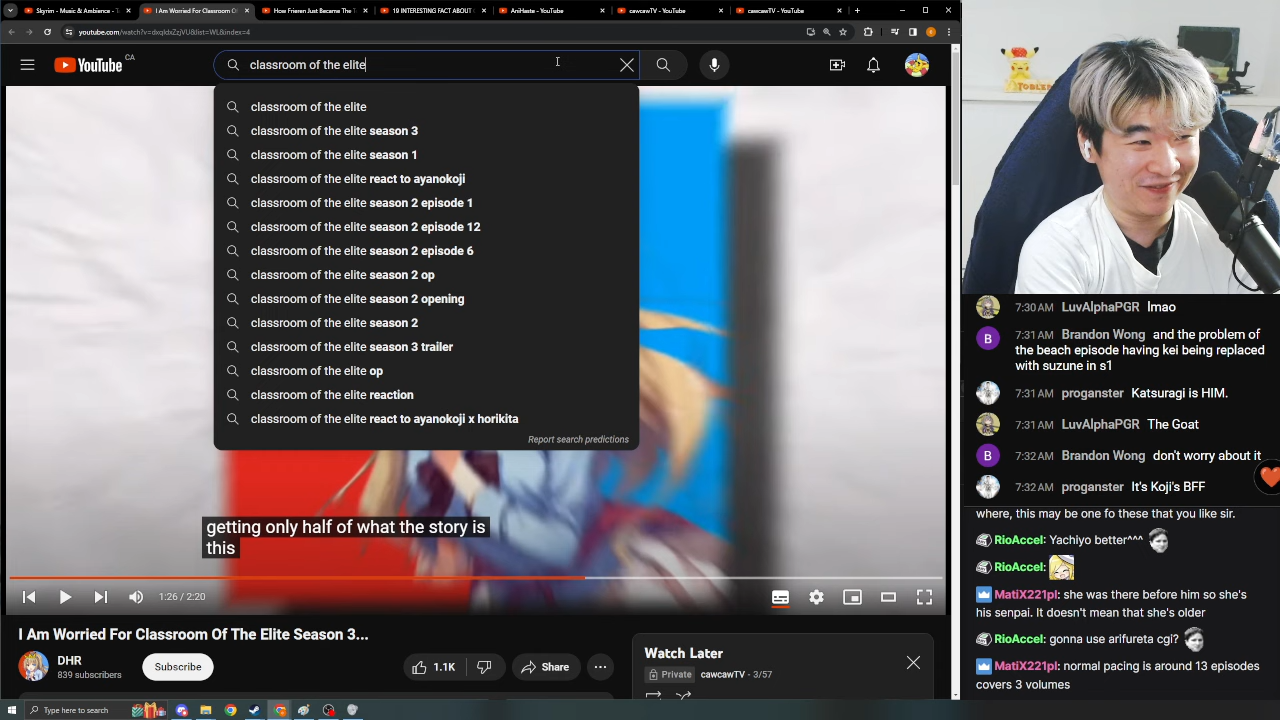 Skyrim - Music & Ambience - T
I Am Worried For Classroom O
How Frieren Just Became The T
19 INTERESTING FACT ABOUT
AniHaste - YouTube
cawcawTV - YouTube
cawcawTV - YouTube
youtube.com/watch?v=dxqIdxZzjVU&list=WL&index=4
YouTube CA
classroom of the elite
classroom of the elite
classroom of the elite season 3
classroom of the elite season 1
classroom of the elite react to ayanokoji
classroom of the elite season 2 episode 1
classroom of the elite season 2 episode 12
classroom of the elite season 2 episode 6
classroom of the elite season 2 op
classroom of the elite season 2 opening
classroom of the elite season 2
classroom of the elite season 3 trailer
classroom of the elite op
classroom of the elite reaction
classroom of the elite react to ayanokoji x horikita
Report search predictions
getting only half of what the story is
this
1:26 / 2:20
I Am Worried For Classroom Of The Elite Season 3...
DHR
839 subscribers
Subscribe
1.1K
Share
Watch Later
Private
cawcawTV - 3/57
Type here to search
7:30 AM LuvAlphaPGR lmao
7:31 AM Brandon Wong and the problem of
the beach episode having kei being replaced
with suzune in s1
7:31 AM proganster Katsuragi is HIM.
7:31 AM LuvAlphaPGR The Goat
B 7:32 AM Brandon Wong don't worry about it
7:32 AM proganster It's Koji's BFF
where, this may be one fo these that you like sir.
RioAccel: Yachiyo better^^^
RioAccel:
MatiX221pl: she was there before him so she's
his senpai. It doesn't mean that she's older
RioAccel: gonna use arifureta cgi?
MatiX221pl: normal pacing is around 13 episodes
covers 3 volumes